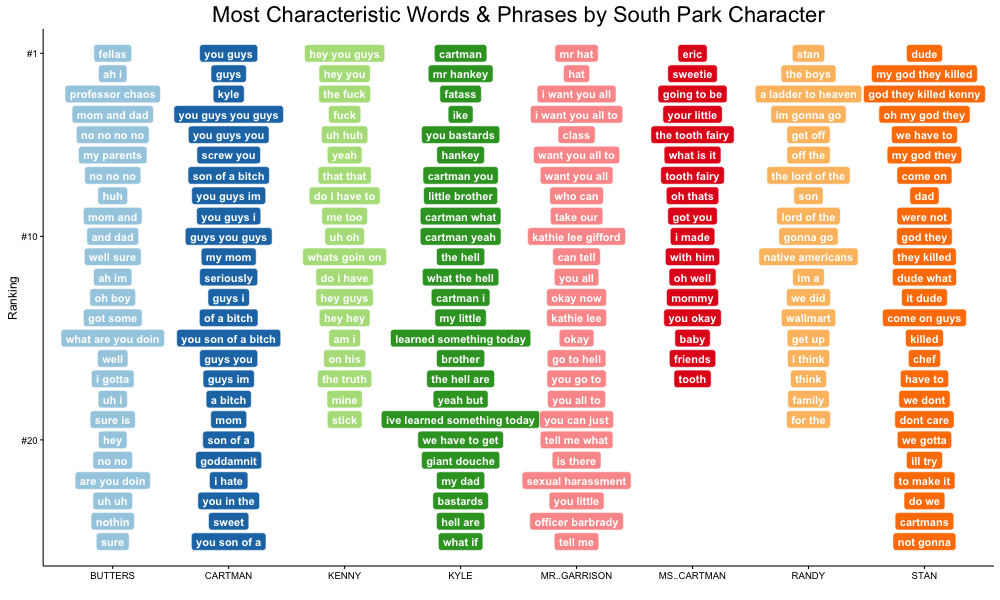 Most Characteristic Words & Phrases by South Park Character
Ranking
#1
fellas you guys hey you guys cartman mr hat eric stan dude
ah i guys hey you mr hankey hat sweetie the boys my god they killed
professor chaos kyle the fuck fatass i want you all going to be a ladder to heaven god they killed kenny
mom and dad you guys you guys fuck ike i want you all to your little im gonna go oh my god they
no no no no you guys you uh huh you bastards class the tooth fairy get off we have to
my parents screw you yeah hankey want you all to what is it off the my god they
no no no son of a bitch that that cartman you want you all tooth fairy the lord of the come on
huh you guys im do i have to little brother who can oh thats son dad
mom and you guys i me too cartman what take our got you lord of the were not
#10
and dad guys you guys uh oh cartman yeah kathie lee gifford i made gonna go god they
well sure my mom whats goin on the hell can tell with him native americans they killed
ah im seriously do i have what the hell you all oh well im a dude what
oh boy guys i hey guys cartman i okay now mommy we did it dude
got some of a bitch hey hey my little kathie lee you okay wallmart come on guys
what are you doin you son of a bitch am i learned something today okay baby get up killed
well guys you on his brother go to hell friends i think chef
i gotta guys im the truth the hell are you go to tooth think have to
uh i a bitch mine yeah but you all to family we dont
sure is mom stick ive learned something today you can just for the dont care
#20
hey son of a we have to get tell me what we gotta
no no goddamnit giant douche is there ill try
are you doin i hate my dad sexual harassment to make it
uh uh you in the bastards you little do we
nothin sweet hell are officer barbrady cartmans
sure you son of a what if tell me not gonna
BUTTERS CARTMAN KENNY KYLE MR..GARRISON MS..CARTMAN RANDY STAN